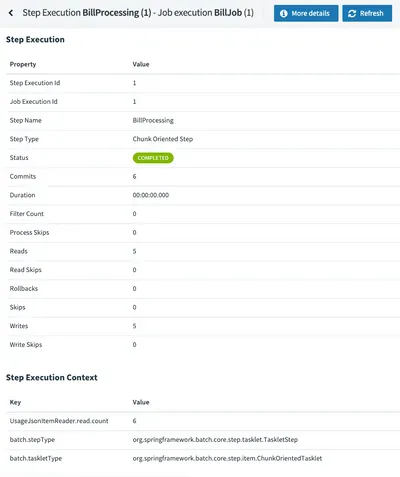 Step Execution BillProcessing (1) - Job execution BillJob (1)
More details
Refresh
Step Execution
Property Value
Step Execution Id 1
Job Execution Id 1
Step Name BillProcessing
Step Type Chunk Oriented Step
Status COMPLETED
Commits 6
Duration 00:00:00.000
Filter Count 0
Process Skips 0
Reads 5
Read Skips 0
Rollbacks 0
Skips 0
Writes 5
Write Skips 0
Step Execution Context
Key Value
UsageJsonItemReader.read.count 6
batch.stepType org.springframework.batch.core.step.tasklet.TaskletStep
batch.taskletType org.springframework.batch.core.step.item.ChunkOrientedTasklet